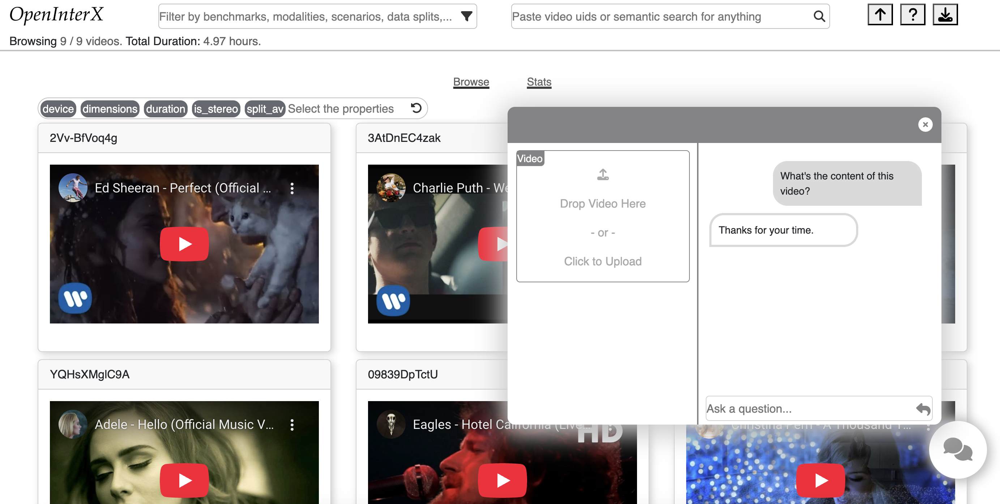 OpenInterX
Filter by benchmarks, modalities, scenarios, data splits,...
Paste video uids or semantic search for anything
?
Browsing 9 / 9 videos. Total Duration: 4.97 hours.
Browse
Stats
device dimensions duration is_stereo split_av Select the properties
2Vv-BfVoq4g
Ed Sheeran - Perfect (Official ...
3AtDnEC4zak
Charlie Puth - We
Video
Drop Video Here
- or -
Click to Upload
What's the content of this
video?
Thanks for your time.
Ask a question...
YQHsXMglC9A
Adele - Hello (Official Music V...
09839DpTctU
Eagles - Hotel California (Live...
HD
Christina Perri - A Thousand Y...